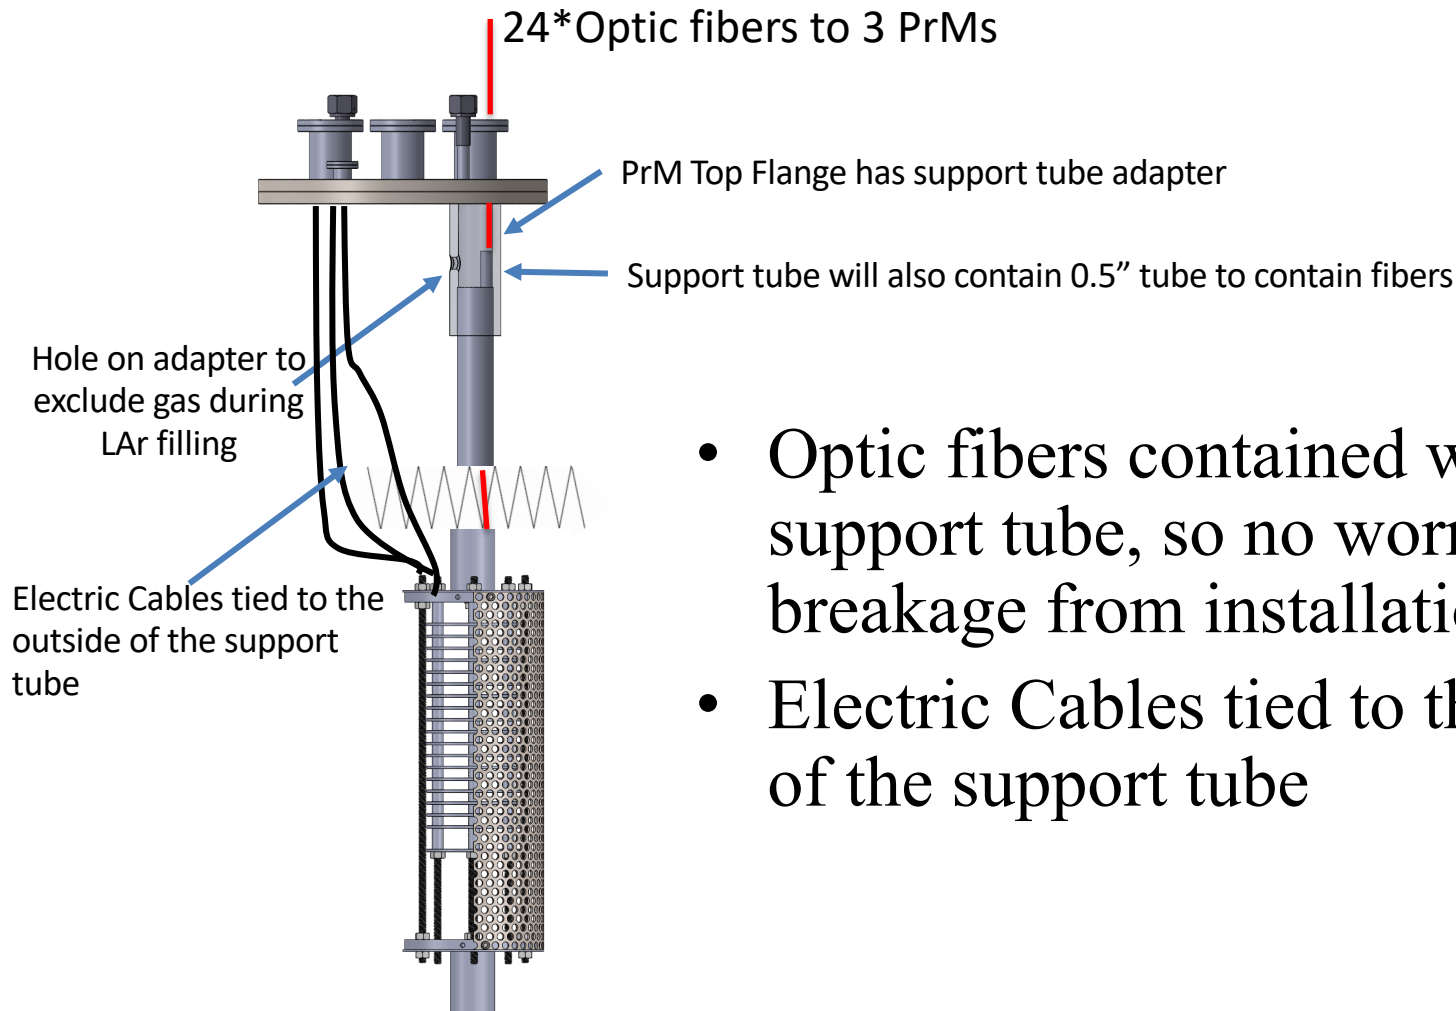 24*Optic fibers to 3 PrMs
PrM Top Flange has support tube adapter
Support tube will also contain 0.5” tube to contain fibers
Hole on adapter to
exclude gas during
LAr filling
Electric Cables tied to the
outside of the support
tube
• Optic fibers contained
support tube, so no
breakage from
• Electric Cables tied to
of the support tube